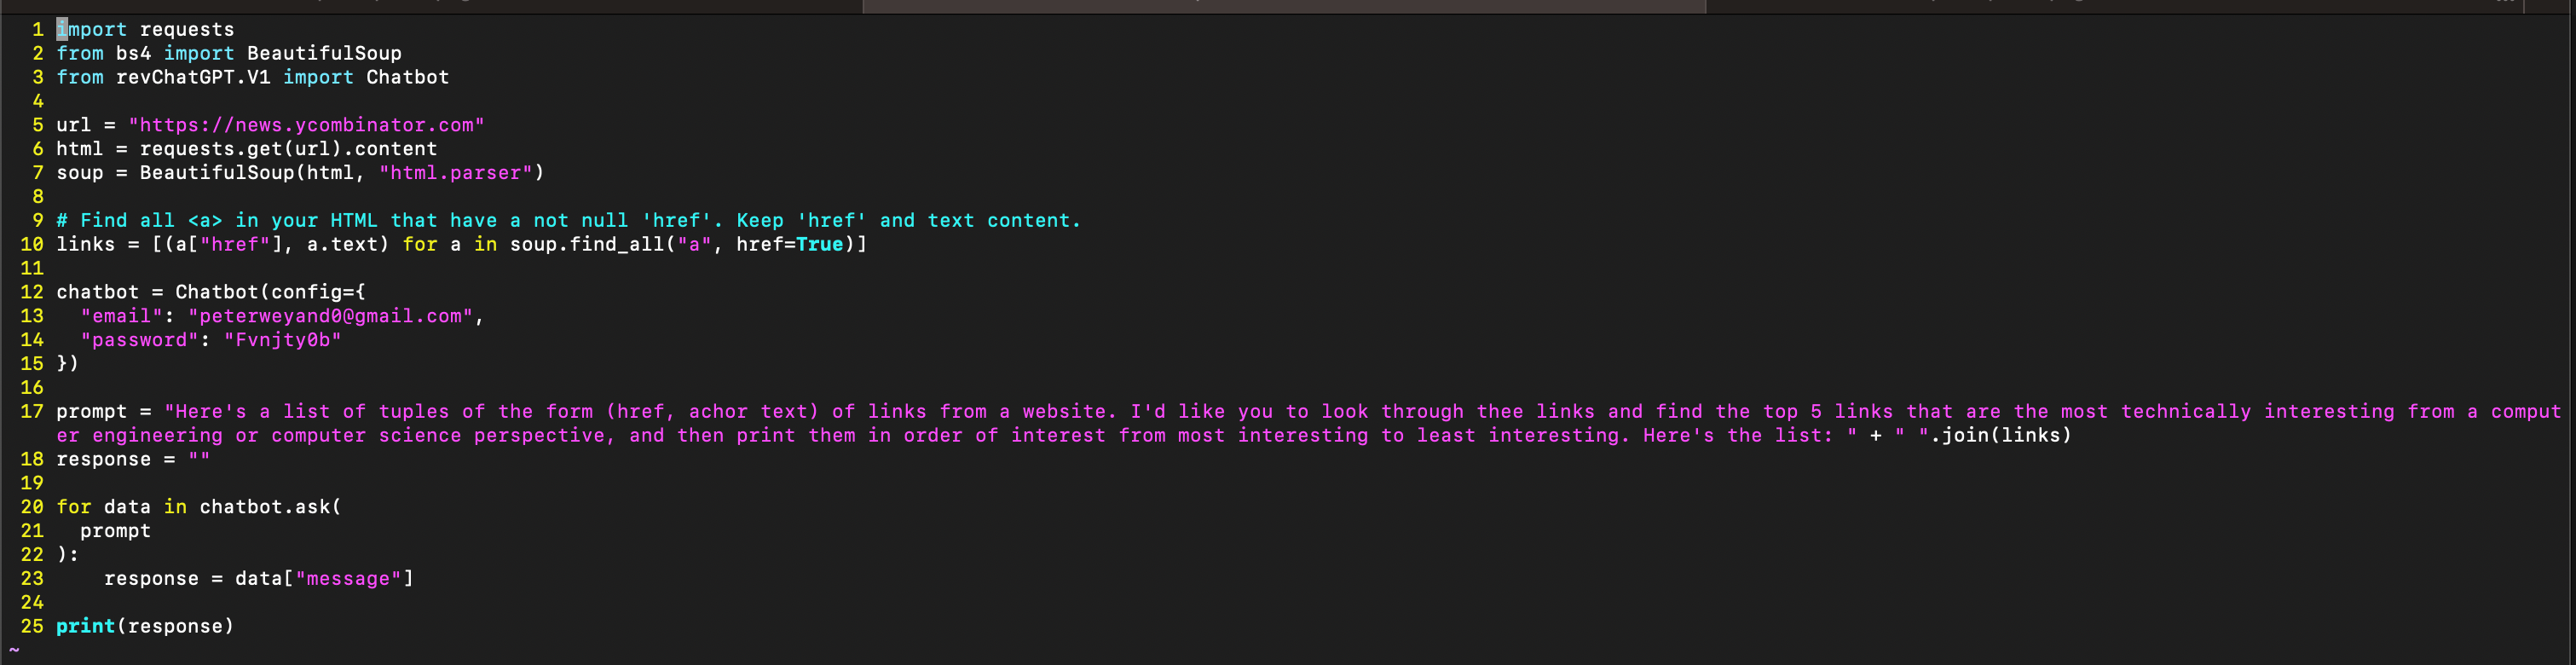 1 import requests
2 from bs4 import BeautifulSoup
3 from revChatGPT.V1 import Chatbot
4
5 url = "https://news.ycombinator.com"
6 html = requests.get(url).content
7 soup = BeautifulSoup(html, "html.parser")
8
9 # Find all <a> in your HTML that have a not null 'href'. Keep 'href' and text content.
10 links = [(a["href"], a.text) for a in soup.find_all("a", href=True)]
11
12 chatbot = Chatbot(config={
13   "email": "peterweyand0@gmail.com",
14   "password": "Fvnjty0b"
15 })
16
17 prompt = "Here's a list of tuples of the form (href, achor text) of links from a website. I'd like you to look through thee links and find the top 5 links that are the most technically interesting from a comput
er engineering or computer science perspective, and then print them in order of interest from most interesting to least interesting. Here's the list: " + " ".join(links)
18 response = ""
19
20 for data in chatbot.ask(
21   prompt
22 ):
23     response = data["message"]
24
25 print(response)
~